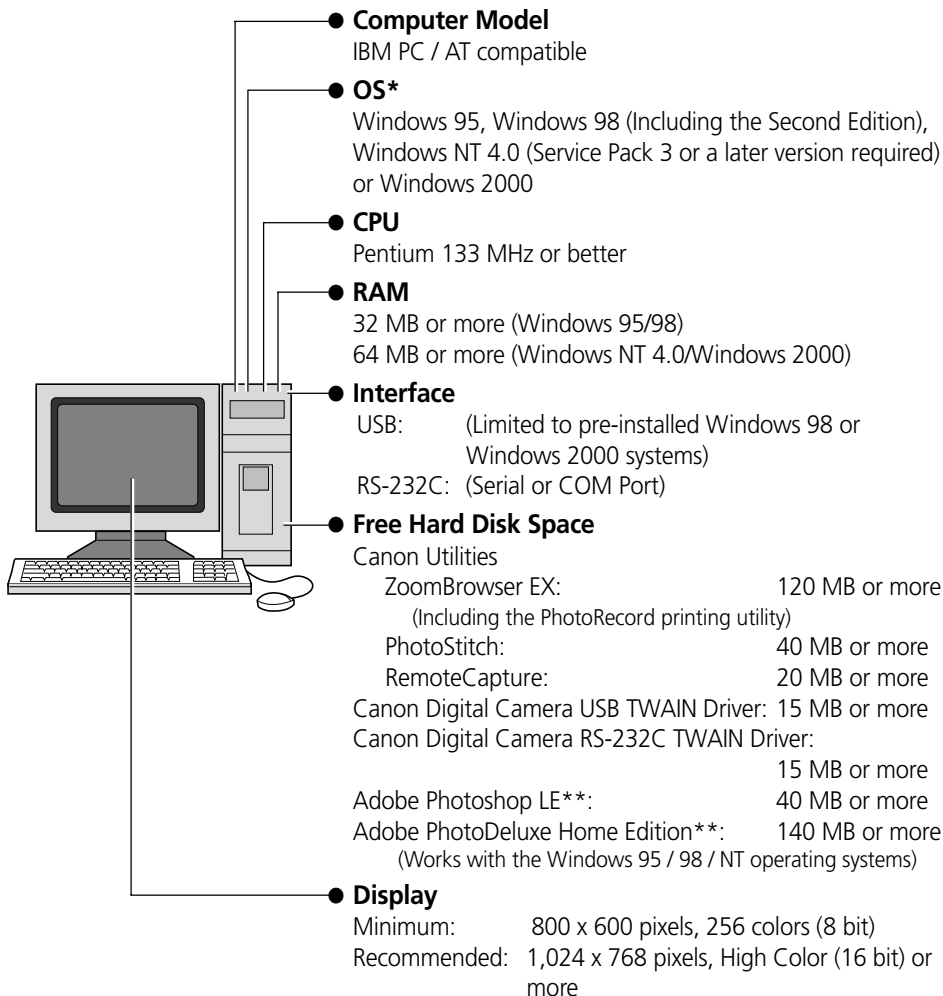 Computer Model
IBM PC / AT compatible
OS*
Windows 95, Windows 98 (Including the Second Edition),
Windows NT 4.0 (Service Pack 3 or a later version required)
or Windows 2000
CPU
Pentium 133 MHz or better
RAM
32 MB or more (Windows 95/98)
64 MB or more (Windows NT 4.0/Windows 2000)
Interface
USB: (Limited to pre-installed Windows 98 or
Windows 2000 systems)
RS-232C: (Serial or COM Port)
Free Hard Disk Space
Canon Utilities
ZoomBrowser EX: 120 MB or more
(Including the PhotoRecord printing utility)
PhotoStitch: 40 MB or more
RemoteCapture: 20 MB or more
Canon Digital Camera USB TWAIN Driver: 15 MB or more
Canon Digital Camera RS-232C TWAIN Driver:
15 MB or more
Adobe Photoshop LE**: 40 MB or more
Adobe PhotoDeluxe Home Edition**: 140 MB or more
(Works with the Windows 95 / 98 / NT operating systems)
Display
Minimum: 800 x 600 pixels, 256 colors (8 bit)
Recommended: 1,024 x 768 pixels, High Color (16 bit) or
more